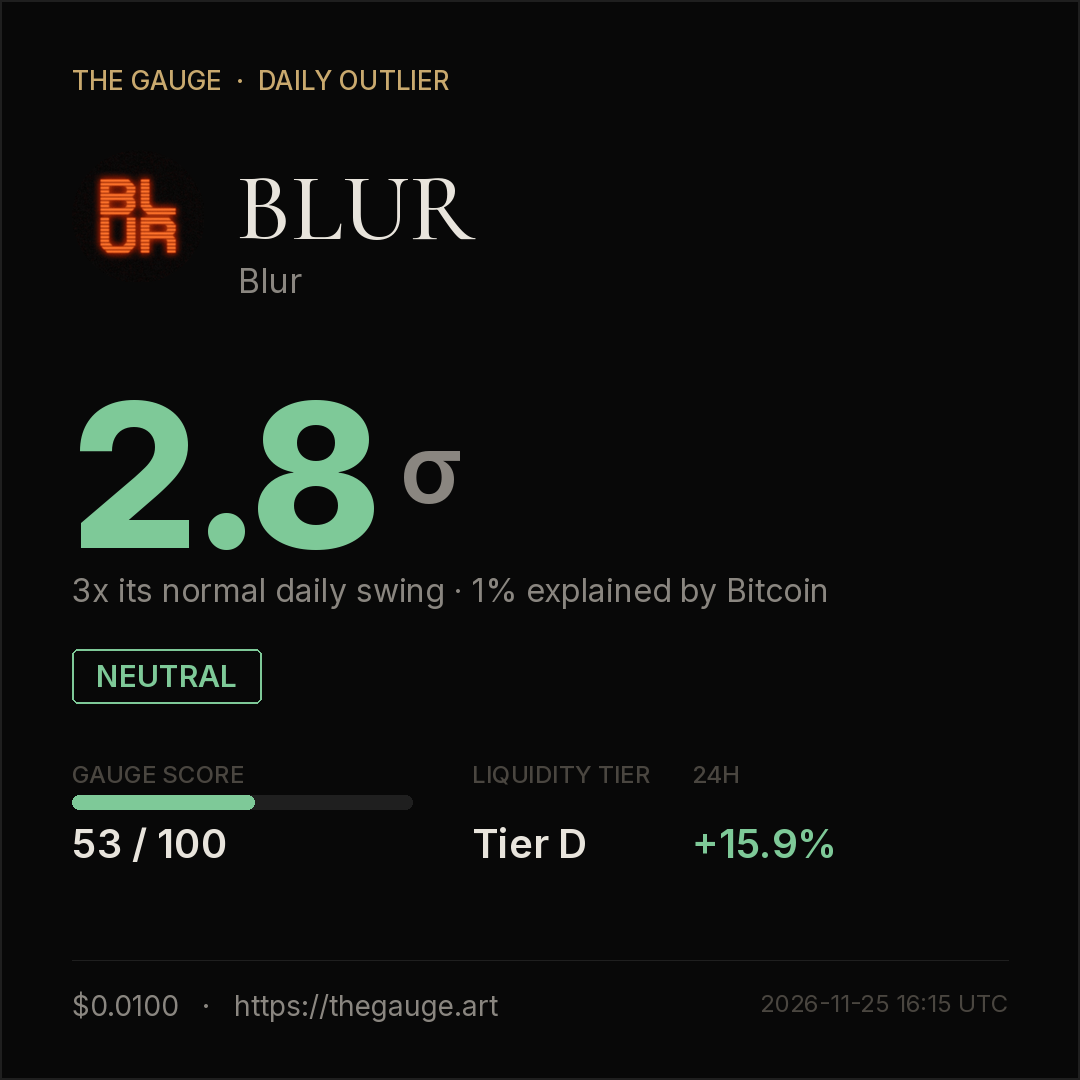 THE GAUGE · DAILY OUTLIER
BL
UR
BLUR
Blur
2.8 σ
3x its normal daily swing · 1% explained by Bitcoin
NEUTRAL
GAUGE SCORE LIQUIDITY TIER 24H
53 / 100 Tier D +15.9%
$0.0100 · https://thegauge.art 2026-11-25 16:15 UTC